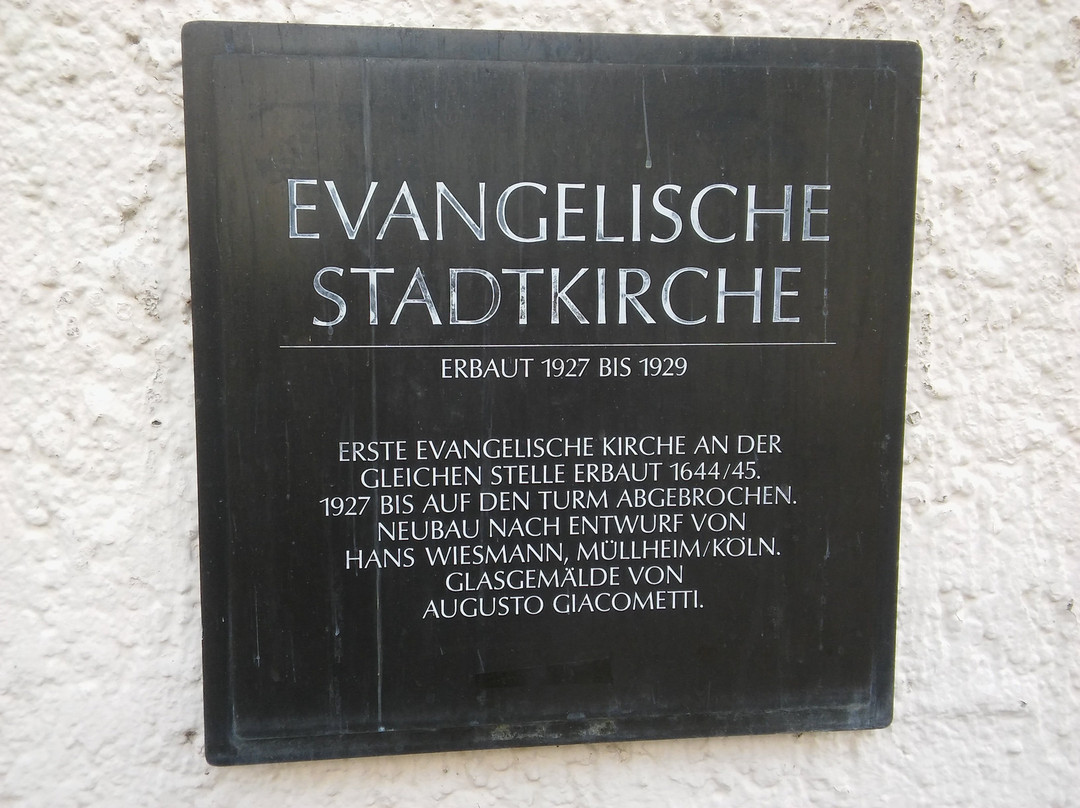 EVANGELISCHE
STADTKIRCHE
ERBAUT 1927 BIS 1929
ERSTE EVANGELISCHE KIRCHE AN DER
GLEICHEN STELLE ERBAUT 1644/45.
1927 BIS AUF DEN TURM ABGEBROCHEN.
NEUBAU NACH ENTWURF VON
HANS WIESMANN, MÜLLHEIM/KÖLN.
GLASGEMÄLDE VON
AUGUSTO GIACOMETTI.